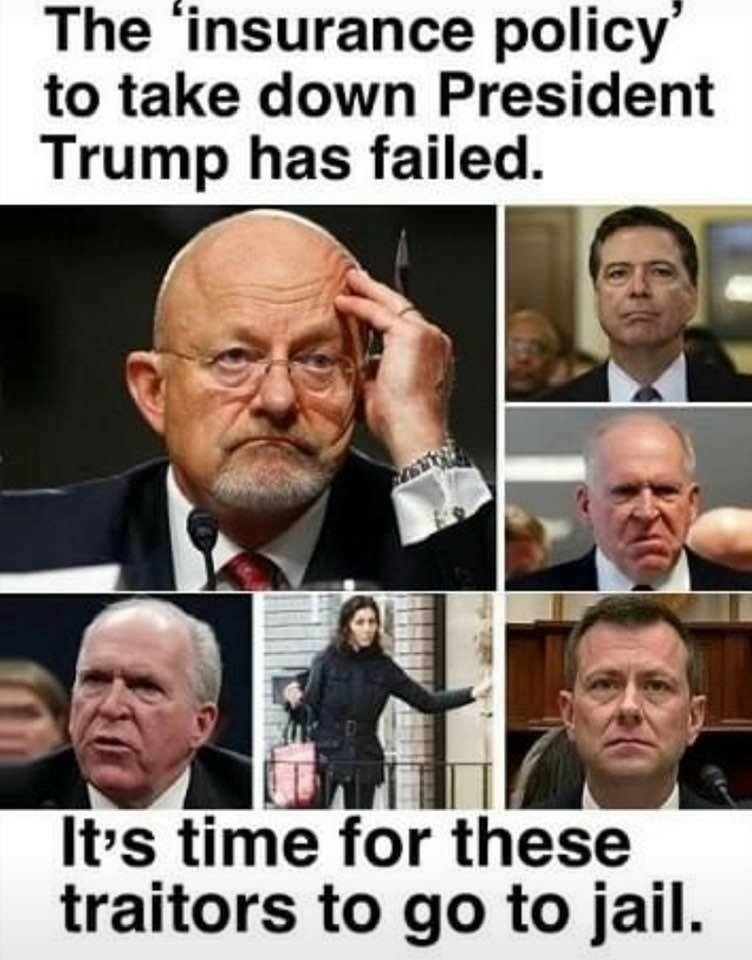 The ‘insurance policy’
to take down President
Trump has failed.
It's time for these
traitors to go to jail.